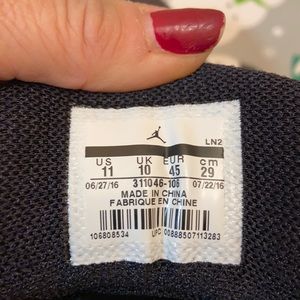 LN2
US UK EUR cm
11 10 45 29
06/27/16 311046-106 07/22/16
MADE IN CHINA
FABRIQUE EN CHINE
106808534 UPC 00888507113283